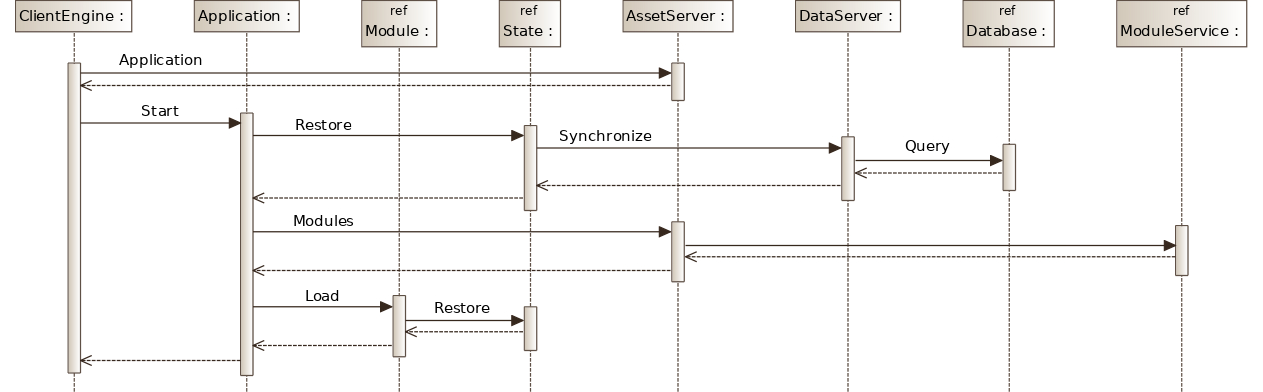 ClientEngine :
Application :
ref
Module :
ref
State :
AssetServer :
DataServer :
ref
Database :
ref
ModuleService :
Application
Start
Restore
Synchronize
Query
Modules
Load
Restore